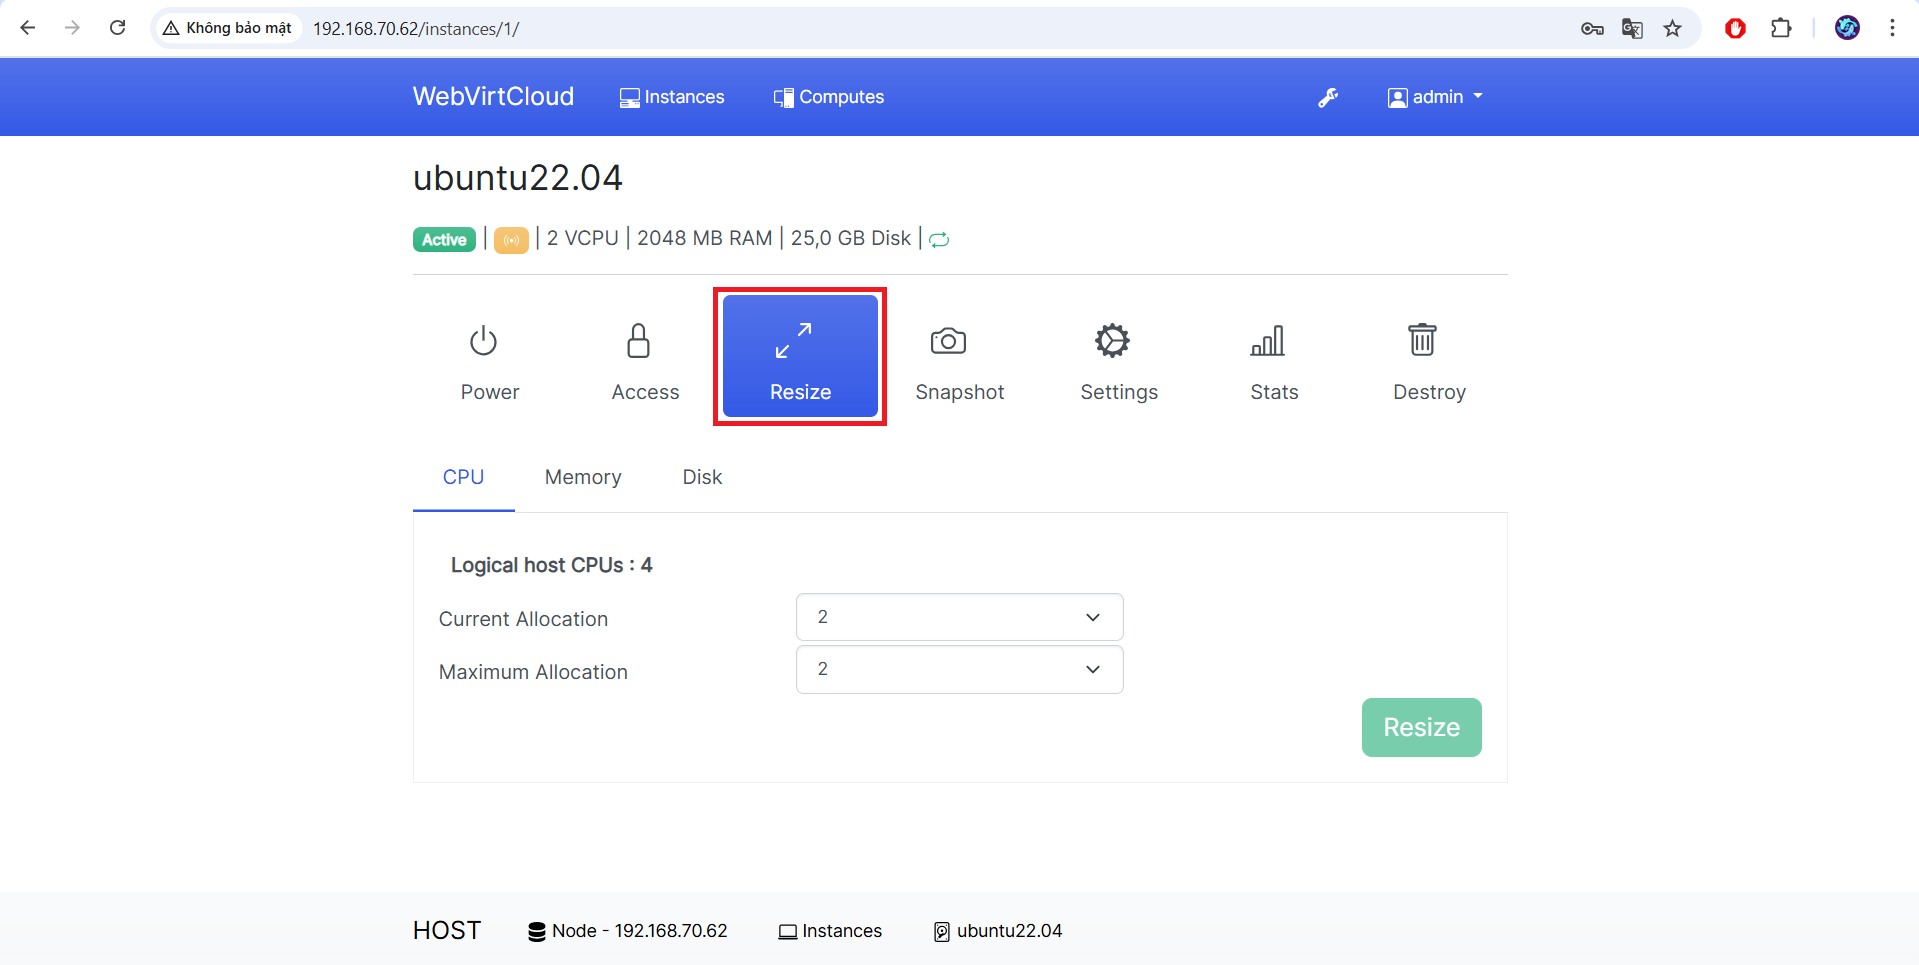 Không bảo mật 192.168.70.62/instances/1/
WebVirtCloud Instances Computes admin
ubuntu22.04
Active | | 2 VCPU | 2048 MB RAM | 25,0 GB Disk |
Power Access Resize Snapshot Settings Stats Destroy
CPU Memory Disk
Logical host CPUs : 4
Current Allocation 2
Maximum Allocation 2
Resize
HOST Node - 192.168.70.62 Instances ubuntu22.04